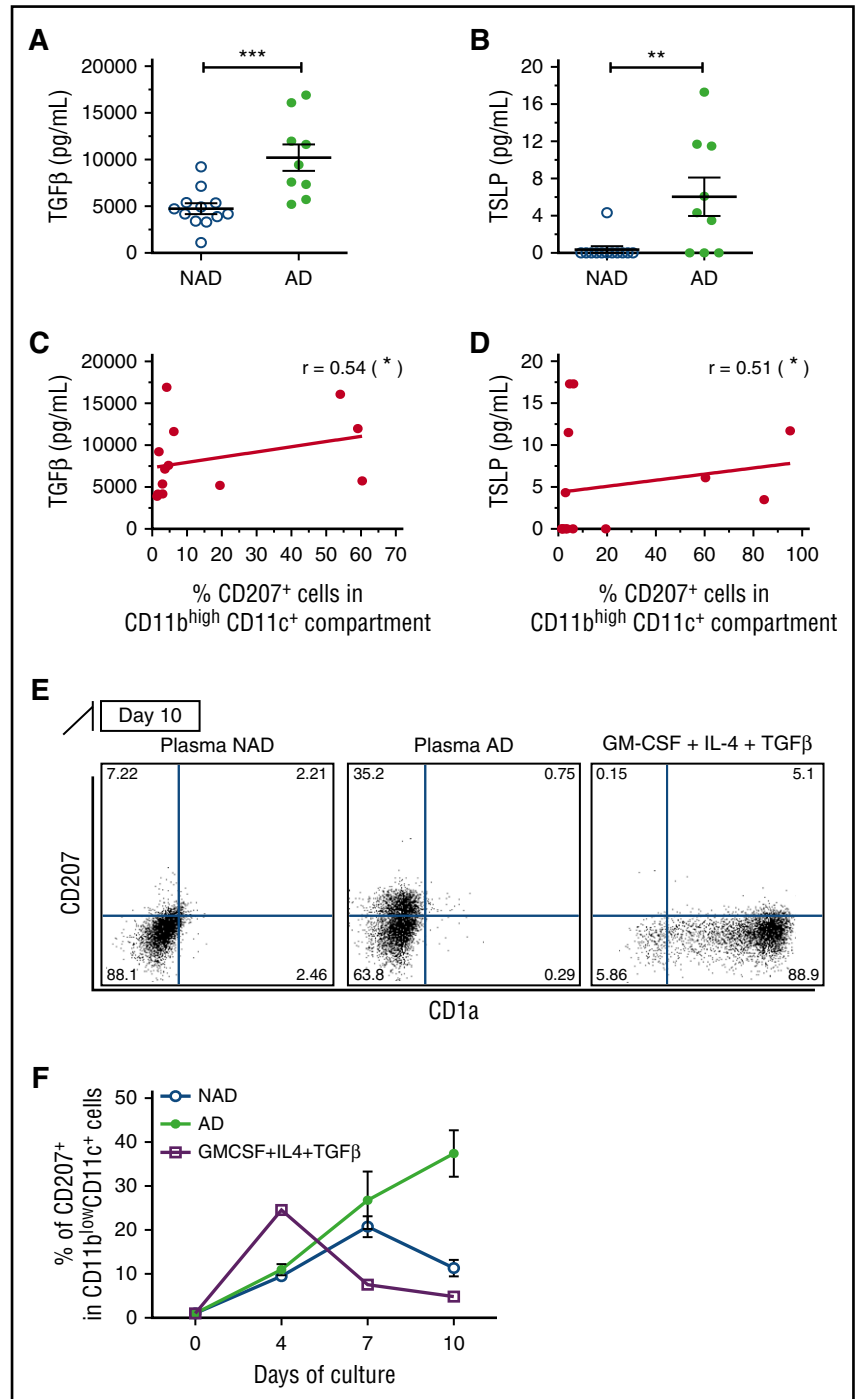 A
***
TGFβ (pg/mL)
20000
15000
10000
5000
0
NAD AD
B
**
TSLP (pg/mL)
20
16
12
8
4
0
NAD AD
C
r = 0.54 ( * )
TGFβ (pg/mL)
20000
15000
10000
5000
0
0 10 20 30 40 50 60 70
% CD207+ cells in
CD11bhigh CD11c+ compartment
D
r = 0.51 ( * )
TSLP (pg/mL)
20
15
10
5
0
0 20 40 60 80 100
% CD207+ cells in
CD11bhigh CD11c+ compartment
E
Day 10
Plasma NAD
7.22 2.21
88.1 2.46
Plasma AD
35.2 0.75
63.8 0.29
GM-CSF + IL-4 + TGFβ
0.15 5.1
5.86 88.9
CD207
CD1a
F
NAD
AD
GMCSF+IL4+TGFβ
% of CD207+
in CD11blowCD11c+ cells
50
40
30
20
10
0
0 4 7 10
Days of culture